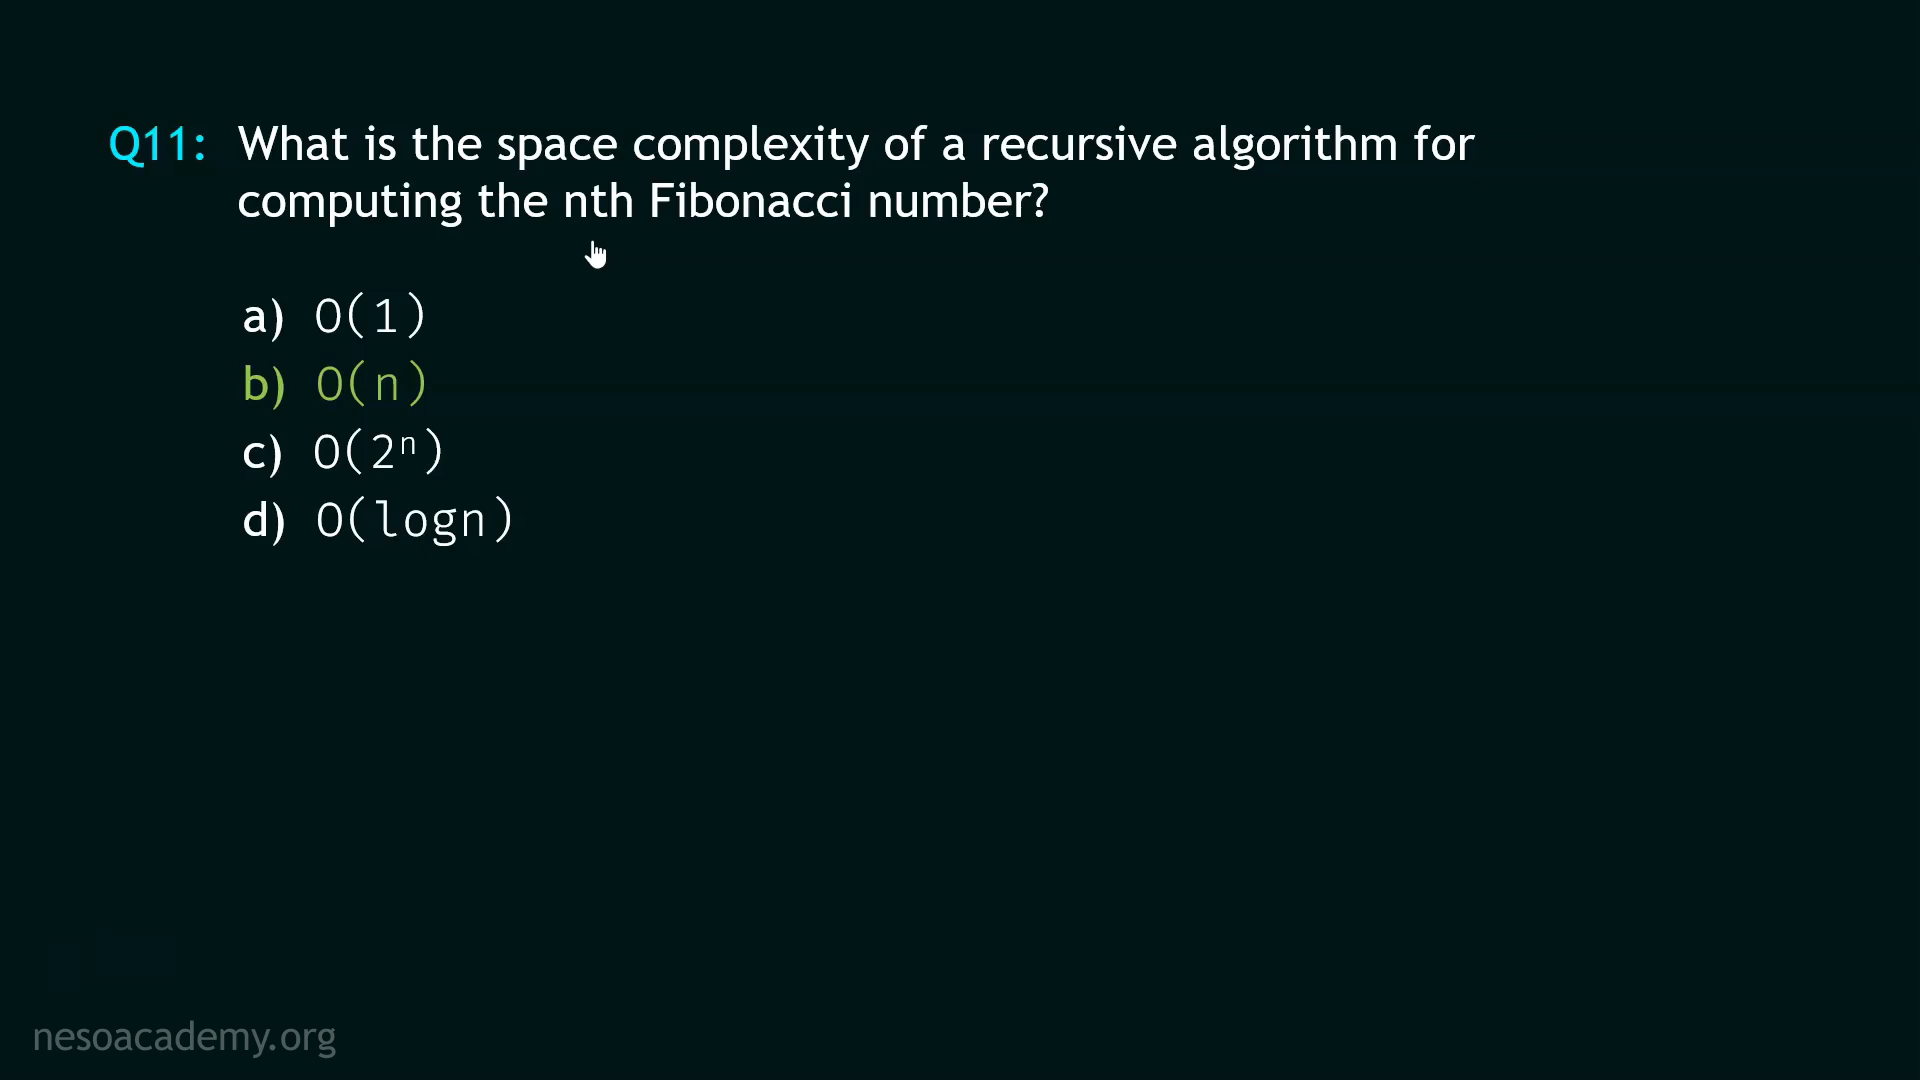 Q11: What is the space complexity of a recursive algorithm for
computing the nth Fibonacci number?
a) O(1)
b) O(n)
c) O(2ⁿ)
d) O(logn)
nesoacademy.org